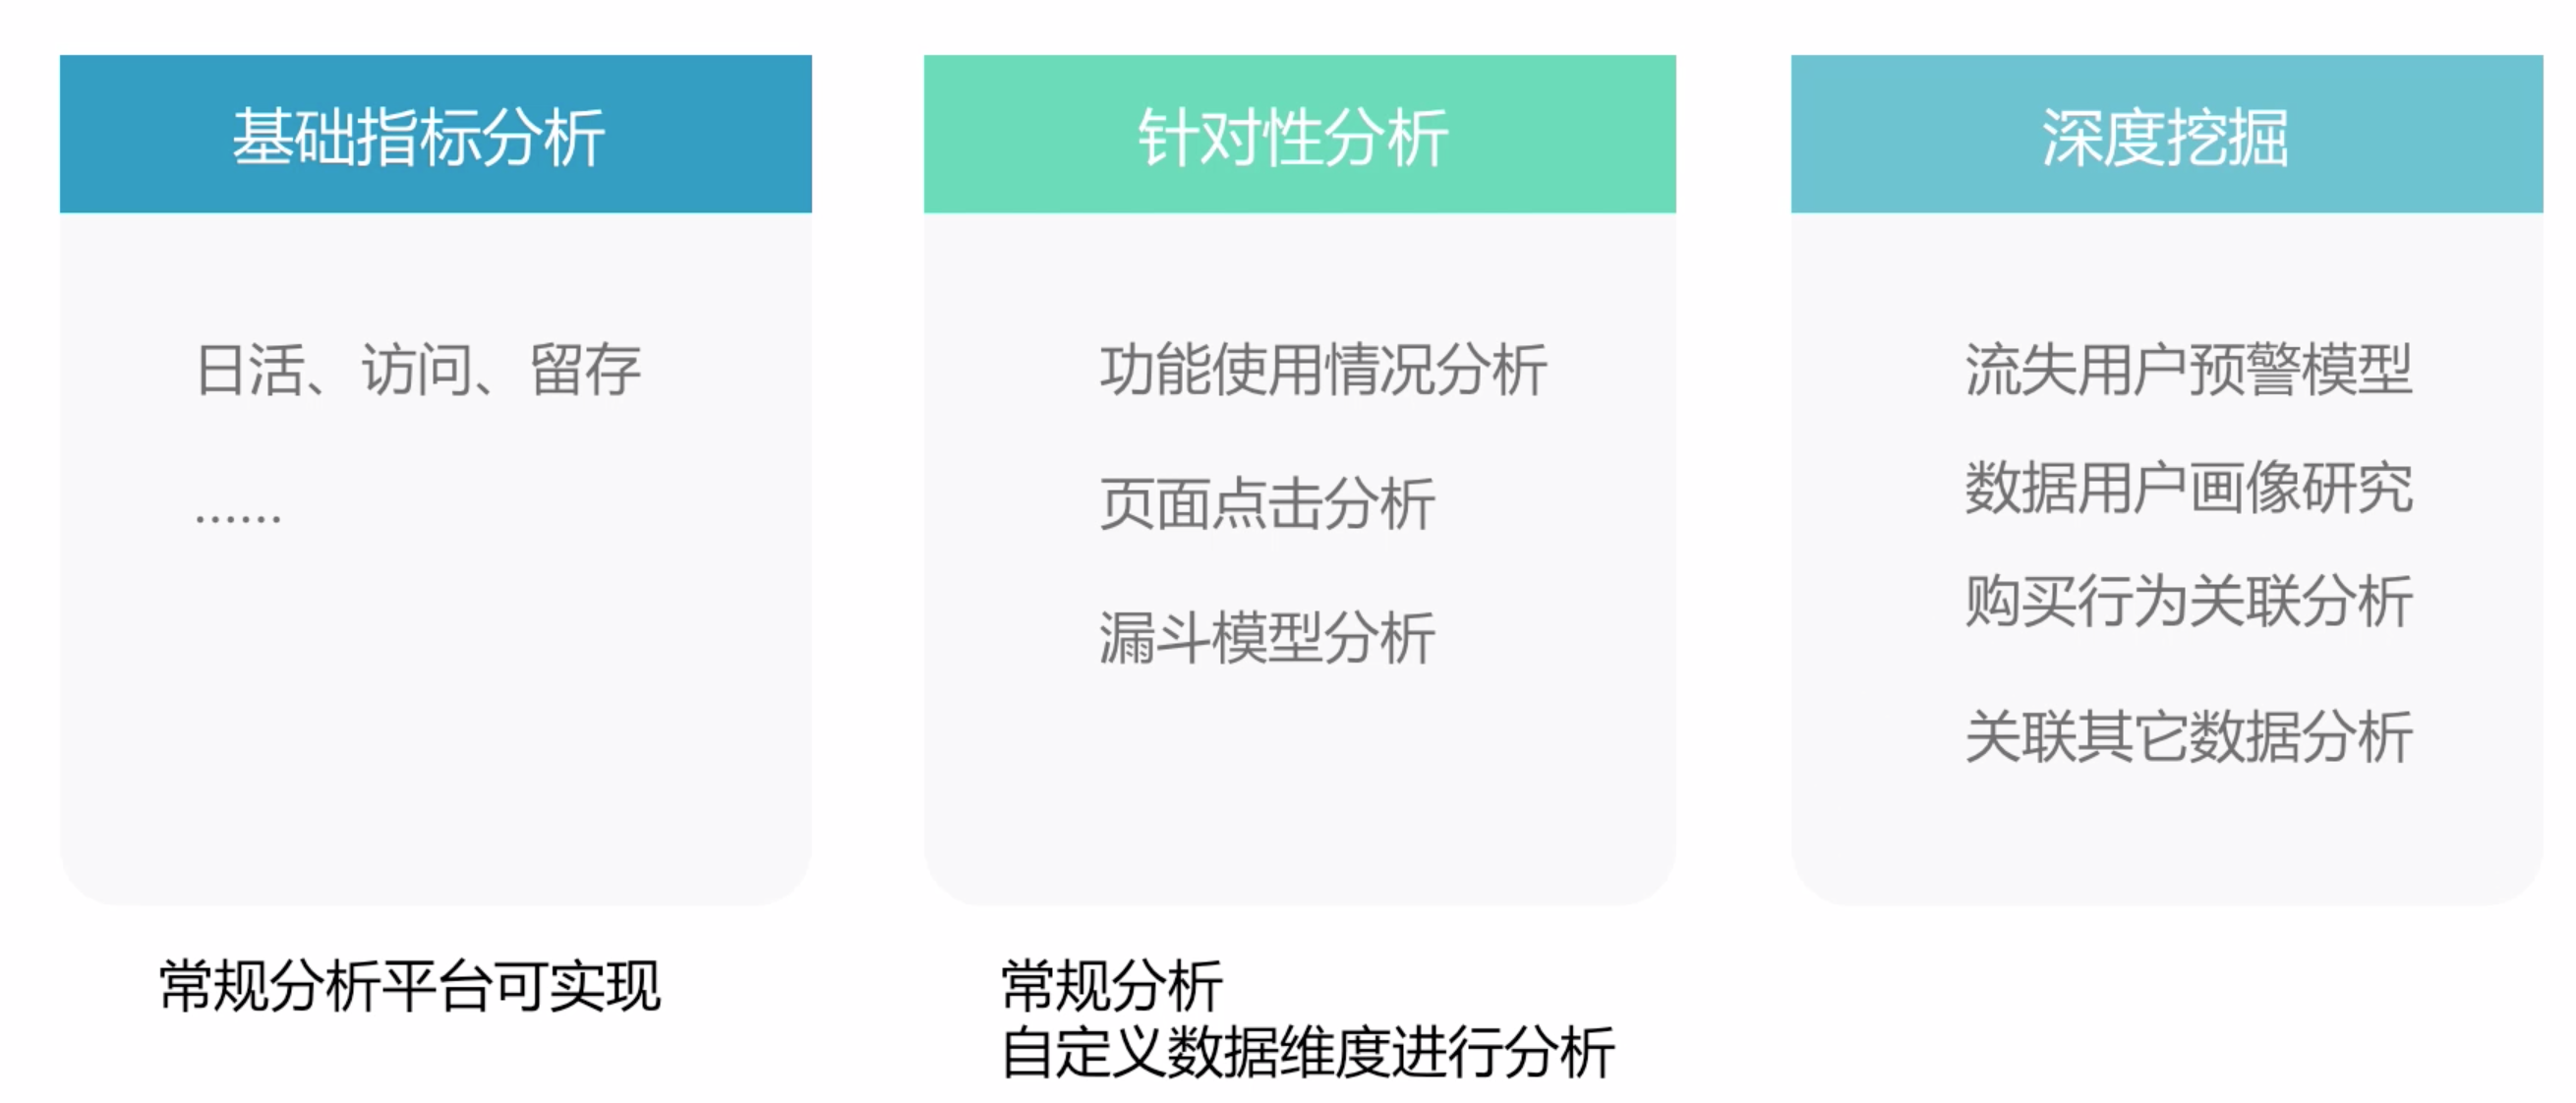 基础指标分析
日活、访问、留存
......
常规分析平台可实现
针对性分析
功能使用情况分析
页面点击分析
漏斗模型分析
常规分析
自定义数据维度进行分析
深度挖掘
流失用户预警模型
数据用户画像研究
购买行为关联分析
关联其它数据分析